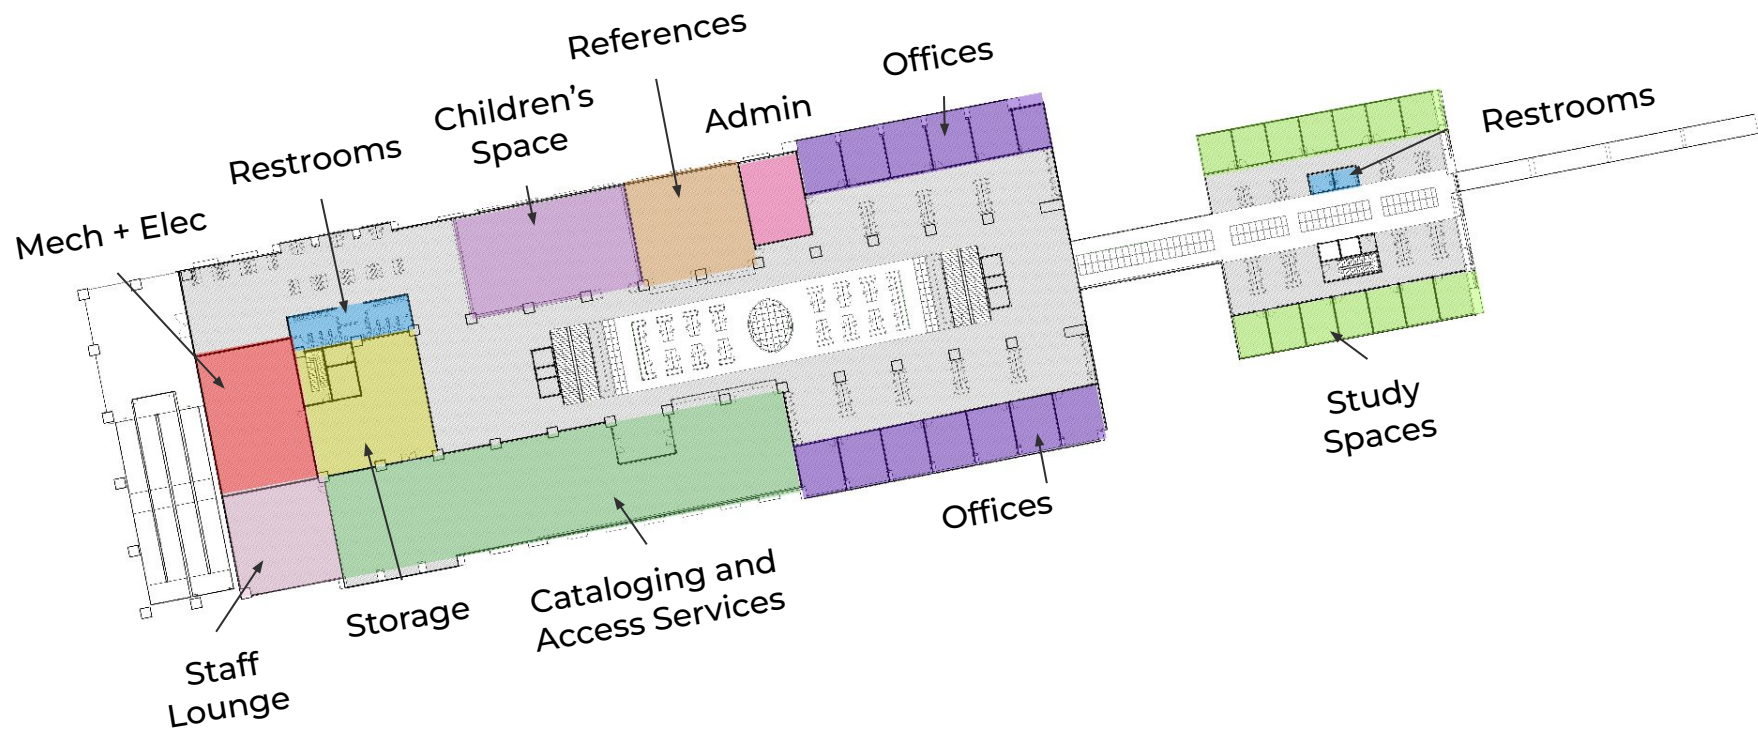 References
Offices
Children's
Space
Admin
Restrooms
Restrooms
Mech + Elec
Study
Spaces
Offices
Cataloging and
Access Services
Storage
Staff
Lounge